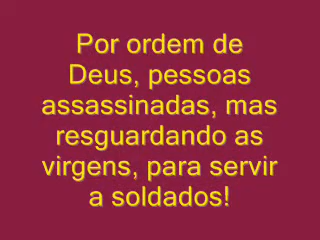 Por ordem de
Deus, pessoas
assassinadas, mas
resguardando as
virgens, para servir
a soldados!